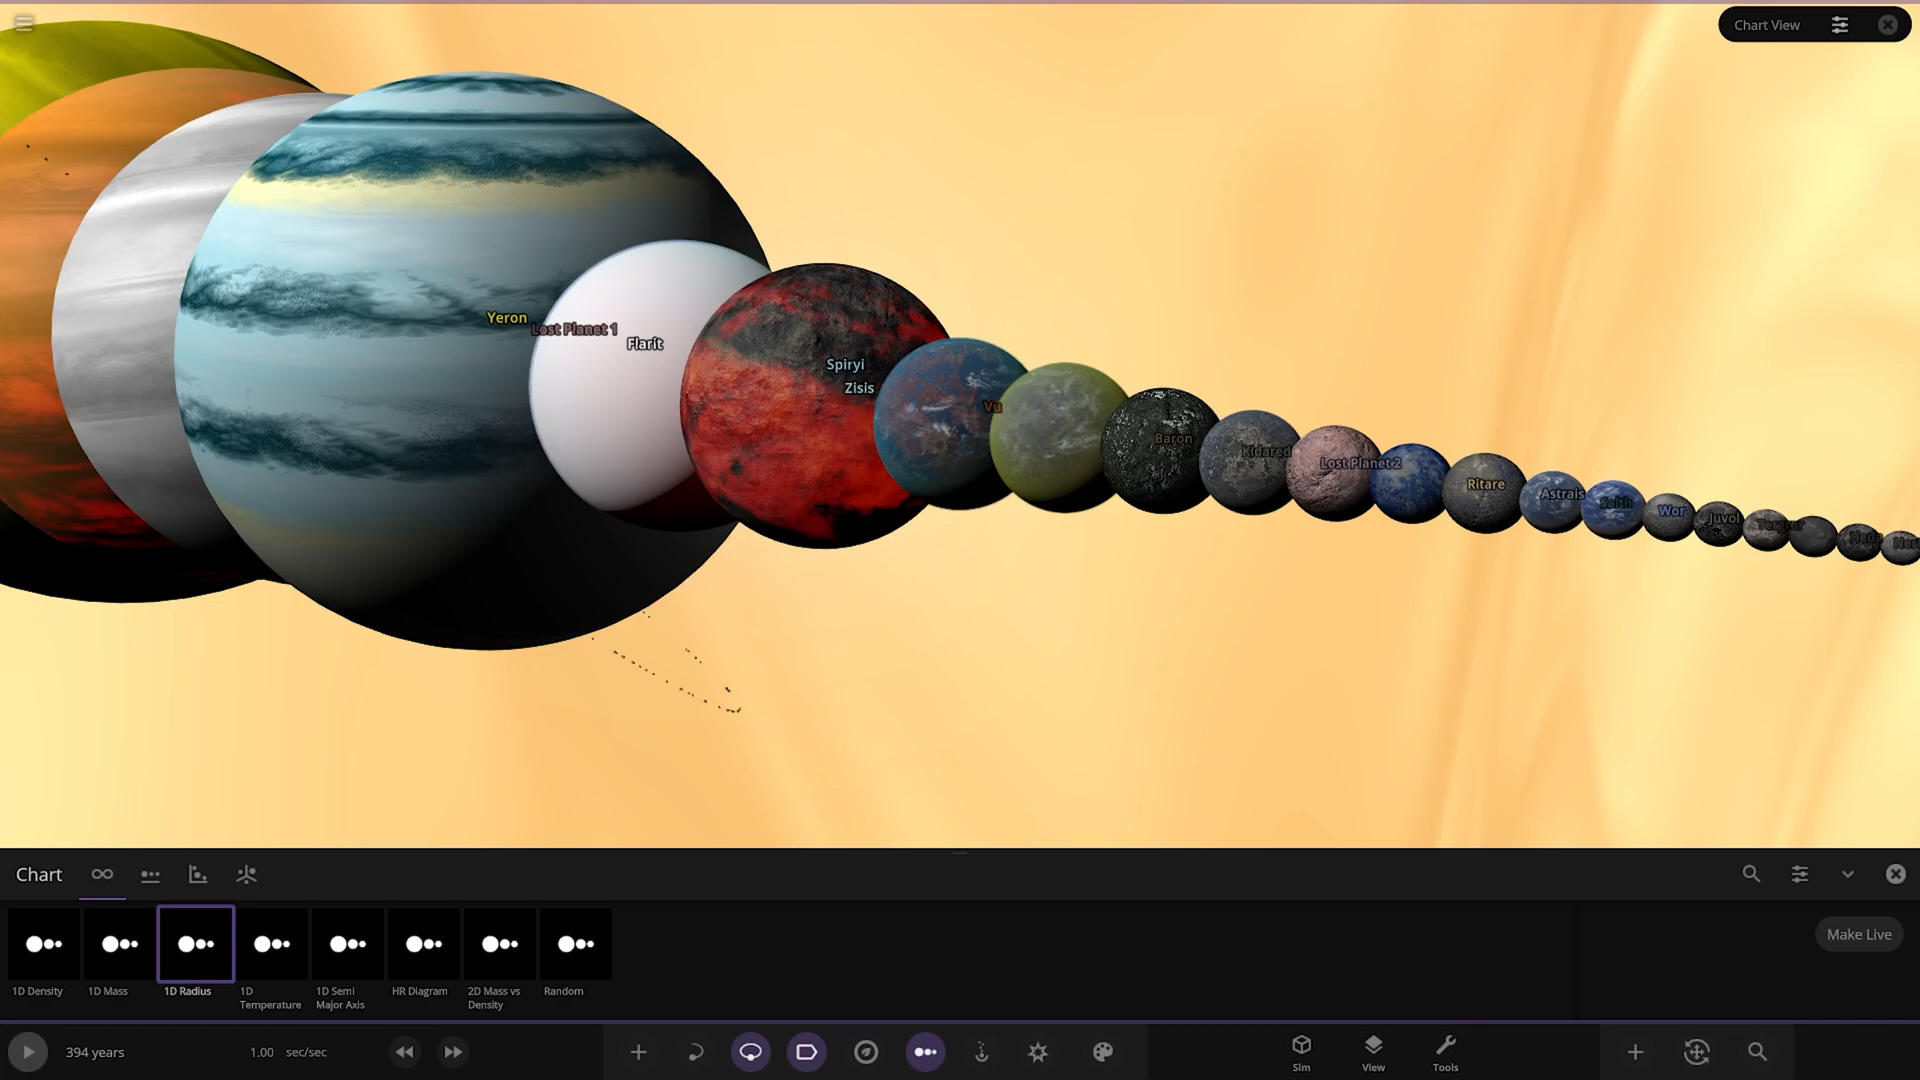 Chart View
Yeron
Lost Planet 1
Flarit
Spiryi
Zisis
Vu
Baron
Kidared
Lost Planet 2
Ritare
Astrais
Salth
Wor
Juvol
Chart
Make Live
1D Density
1D Mass
1D Radius
1D
Temperature
1D Semi
Major Axis
HR Diagram
2D Mass vs
Density
Random
394 years
1.00 sec/sec
Sim
View
Tools